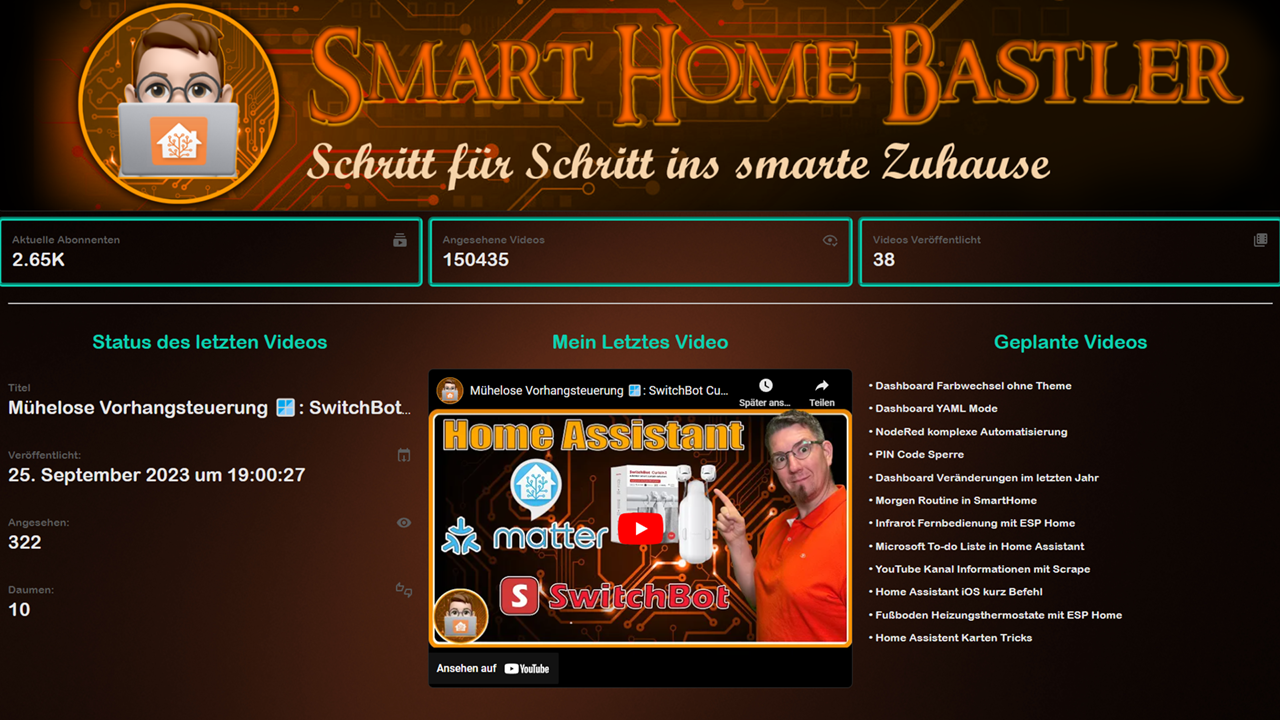 Smart Home Bastler
Schritt für Schritt ins smarte Zuhause
Aktuelle Abonnenten
2.65K
Angesehene Videos
150435
Videos Veröffentlicht
38
Status des letzten Videos
Titel
Mühelose Vorhangsteuerung 🪟: SwitchBot...
Veröffentlicht:
25. September 2023 um 19:00:27
Angesehen:
322
Daumen:
10
Mein Letztes Video
Mühelose Vorhangsteuerung 🪟: SwitchBot Cu...
Später ans...
Teilen
Home Assistant
matter
S SwitchBot
Ansehen auf YouTube
Geplante Videos
• Dashboard Farbwechsel ohne Theme
• Dashboard YAML Mode
• NodeRed komplexe Automatisierung
• PIN Code Sperre
• Dashboard Veränderungen im letzten Jahr
• Morgen Routine in SmartHome
• Infrarot Fernbedienung mit ESP Home
• Microsoft To-do Liste in Home Assistant
• YouTube Kanal Informationen mit Scrape
• Home Assistant iOS kurz Befehl
• Fußboden Heizungsthermostate mit ESP Home
• Home Assistent Karten Tricks